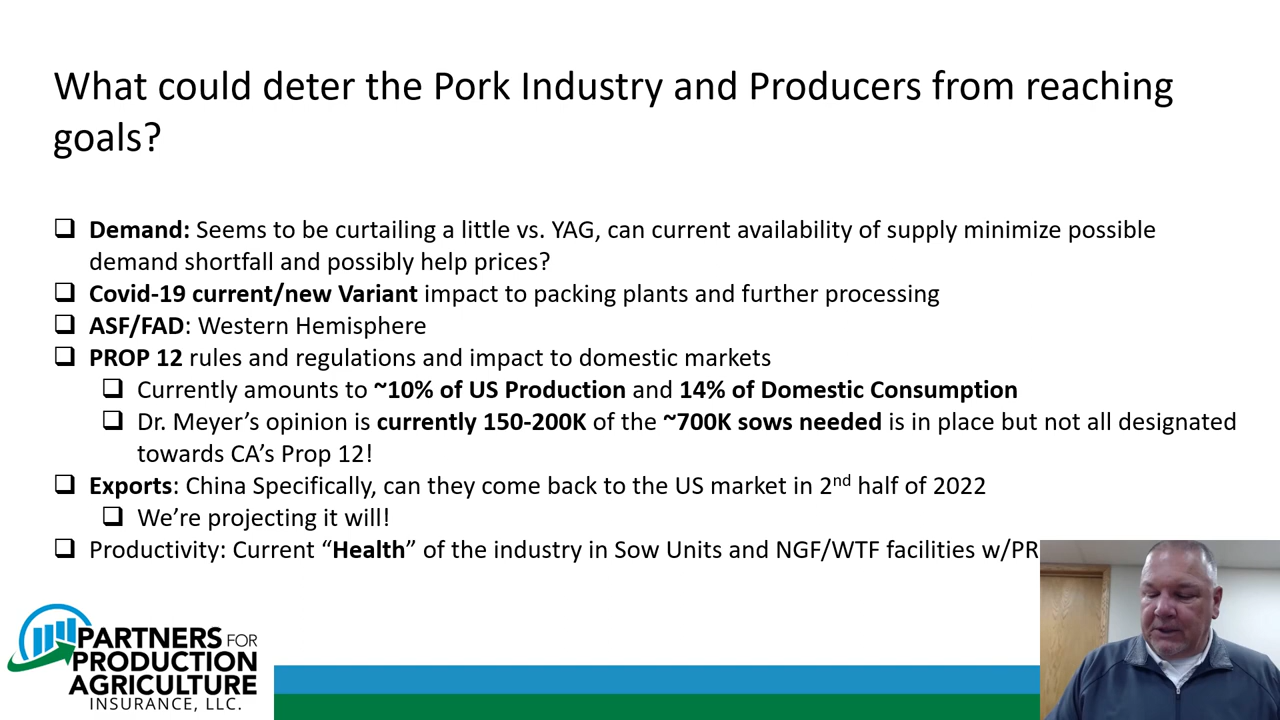 What could deter the Pork Industry and Producers from reaching
goals?
❑ Demand: Seems to be curtailing a little vs. YAG, can current availability of supply minimize possible
demand shortfall and possibly help prices?
❑ Covid-19 current/new Variant impact to packing plants and further processing
❑ ASF/FAD: Western Hemisphere
❑ PROP 12 rules and regulations and impact to domestic markets
❑ Currently amounts to ~10% of US Production and 14% of Domestic Consumption
❑ Dr. Meyer’s opinion is currently 150-200K of the ~700K sows needed is in place but not all designated
towards CA’s Prop 12!
❑ Exports: China Specifically, can they come back to the US market in 2nd half of 2022
❑ We’re projecting it will!
❑ Productivity: Current “Health” of the industry in Sow Units and NGF/WTF facilities w/PR
PARTNERS FOR
PRODUCTION
AGRICULTURE
INSURANCE, LLC.